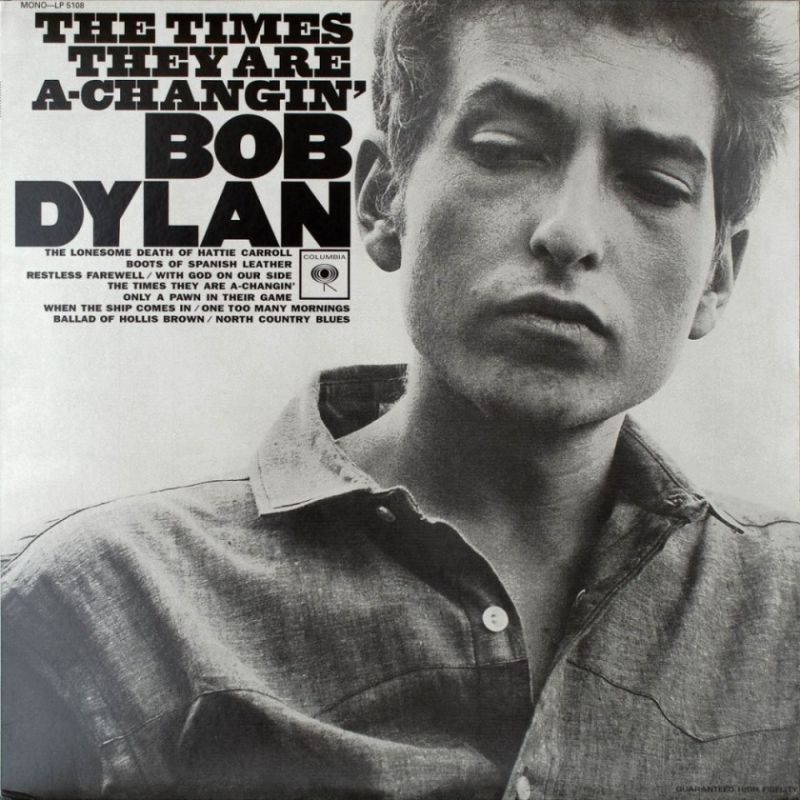 MONO—LP 5108
THE TIMES
THEY ARE
A-CHANGIN'
BOB
DYLAN
THE LONESOME DEATH OF HATTIE CARROLL
BOOTS OF SPANISH LEATHER
RESTLESS FAREWELL / WITH GOD ON OUR SIDE
THE TIMES THEY ARE A-CHANGIN'
ONLY A PAWN IN THEIR GAME
WHEN THE SHIP COMES IN / ONE TOO MANY MORNINGS
BALLAD OF HOLLIS BROWN / NORTH COUNTRY BLUES
COLUMBIA
GUARANTEED HIGH FIDELITY